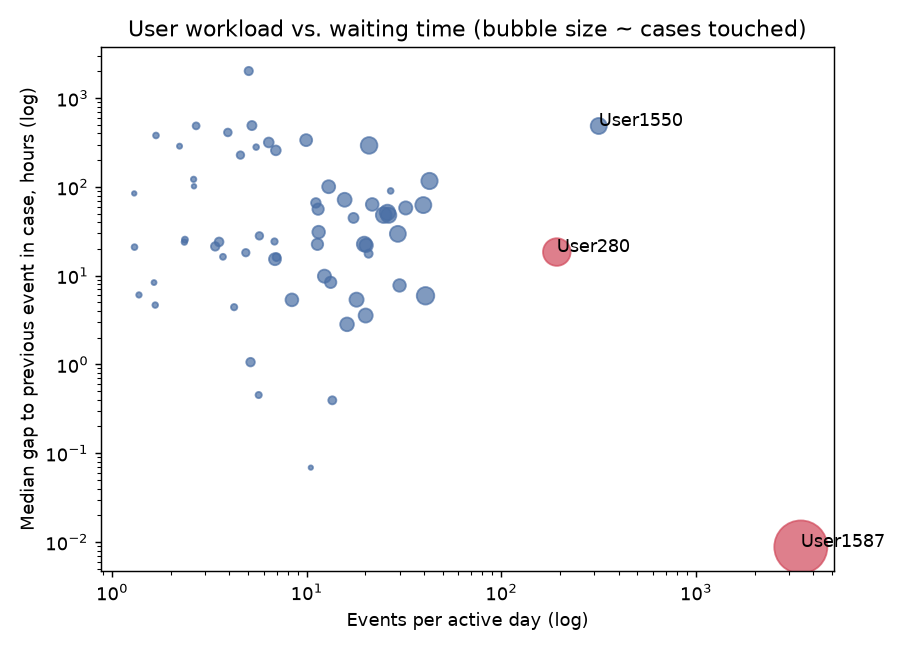 User workload vs. waiting time (bubble size ~ cases touched)
Median gap to previous event in case, hours (log)
10³
10²
10¹
10⁰
10⁻¹
10⁻²
User1550
User280
User1587
10⁰
10¹
10²
10³
Events per active day (log)